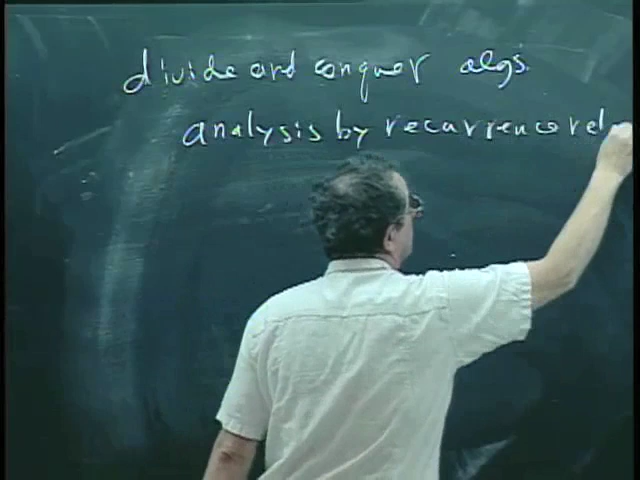 divide and conquer algs.
analysis by recurrence rel